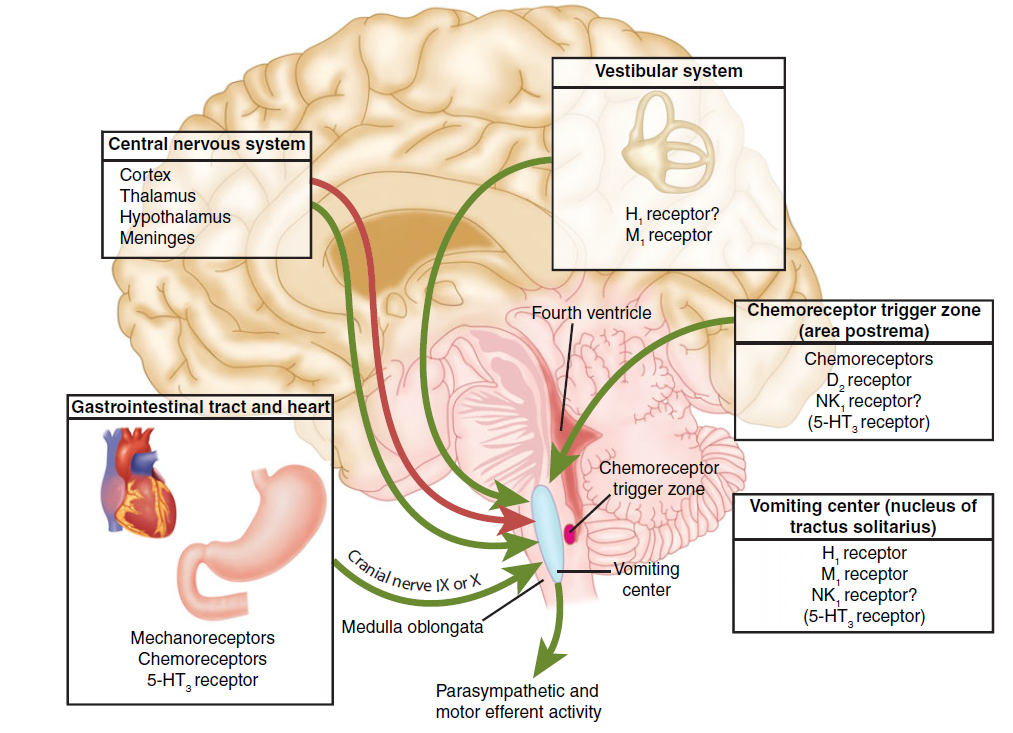 Vestibular system
H₁ receptor?
M₁ receptor
Central nervous system
Cortex
Thalamus
Hypothalamus
Meninges
Fourth ventricle
Chemoreceptor trigger zone
(area postrema)
Chemoreceptors
D₂ receptor
NK₁ receptor?
(5-HT₃ receptor)
Gastrointestinal tract and heart
Mechanoreceptors
Chemoreceptors
5-HT₃ receptor
Chemoreceptor
trigger zone
Vomiting center (nucleus of
tractus solitarius)
H₁ receptor
M₁ receptor
NK₁ receptor?
(5-HT₃ receptor)
Cranial nerve IX or X
Vomiting
center
Medulla oblongata
Parasympathetic and
motor efferent activity